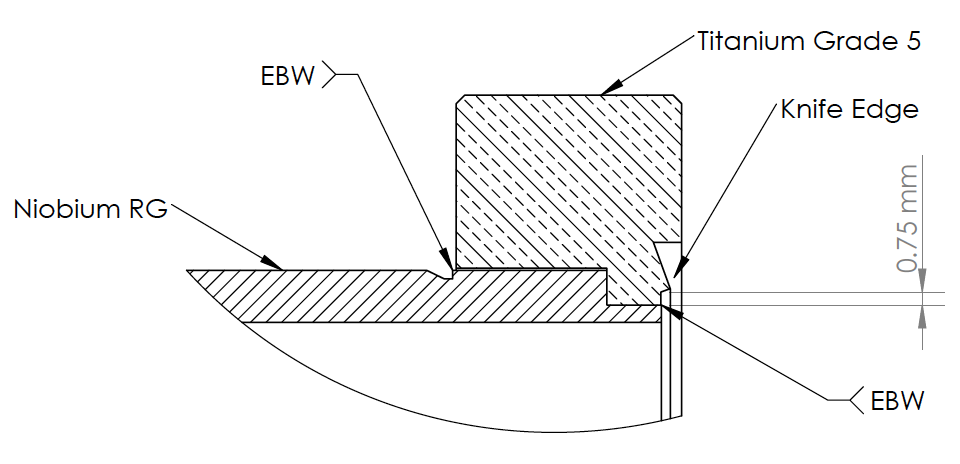 Titanium Grade 5
EBW
Knife Edge
Niobium RG
0.75 mm
EBW